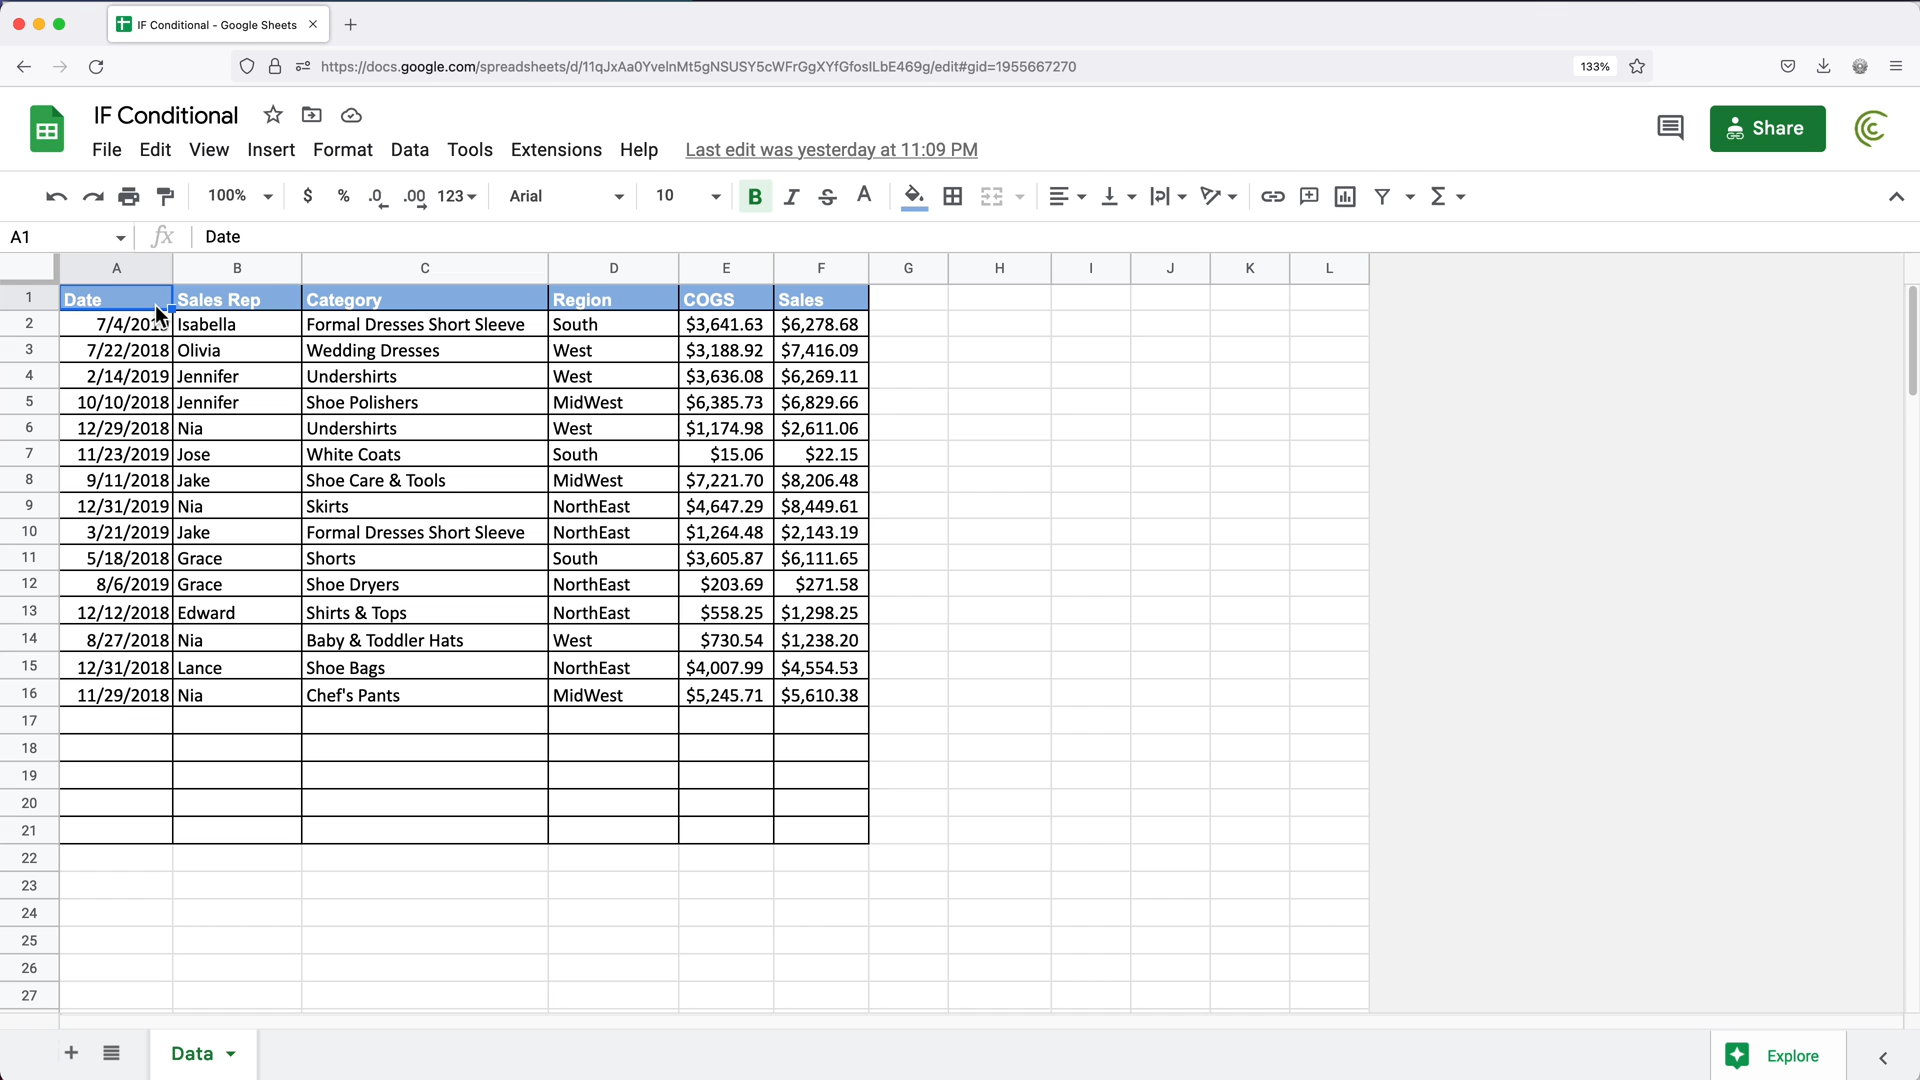 IF Conditional - Google Sheets
https://docs.google.com/spreadsheets/d/11qJxAa0YvelnMt5gNSUSY5cWFrGgXYfGfosILbE469g/edit#gid=1955667270
133%
IF Conditional
File Edit View Insert Format Data Tools Extensions Help Last edit was yesterday at 11:09 PM
Share
100% $ % .0 .00 123 Arial 10 B I S A
A1 fx Date
A B C D E F G H I J K L
1 Date Sales Rep Category Region COGS Sales
2 7/4/2019 Isabella Formal Dresses Short Sleeve South $3,641.63 $6,278.68
3 7/22/2018 Olivia Wedding Dresses West $3,188.92 $7,416.09
4 2/14/2019 Jennifer Undershirts West $3,636.08 $6,269.11
5 10/10/2018 Jennifer Shoe Polishers MidWest $6,385.73 $6,829.66
6 12/29/2018 Nia Undershirts West $1,174.98 $2,611.06
7 11/23/2019 Jose White Coats South $15.06 $22.15
8 9/11/2018 Jake Shoe Care & Tools MidWest $7,221.70 $8,206.48
9 12/31/2019 Nia Skirts NorthEast $4,647.29 $8,449.61
10 3/21/2019 Jake Formal Dresses Short Sleeve NorthEast $1,264.48 $2,143.19
11 5/18/2018 Grace Shorts South $3,605.87 $6,111.65
12 8/6/2019 Grace Shoe Dryers NorthEast $203.69 $271.58
13 12/12/2018 Edward Shirts & Tops NorthEast $558.25 $1,298.25
14 8/27/2018 Nia Baby & Toddler Hats West $730.54 $1,238.20
15 12/31/2018 Lance Shoe Bags NorthEast $4,007.99 $4,554.53
16 11/29/2018 Nia Chef's Pants MidWest $5,245.71 $5,610.38
17
18
19
20
21
22
23
24
25
26
27
Data
Explore